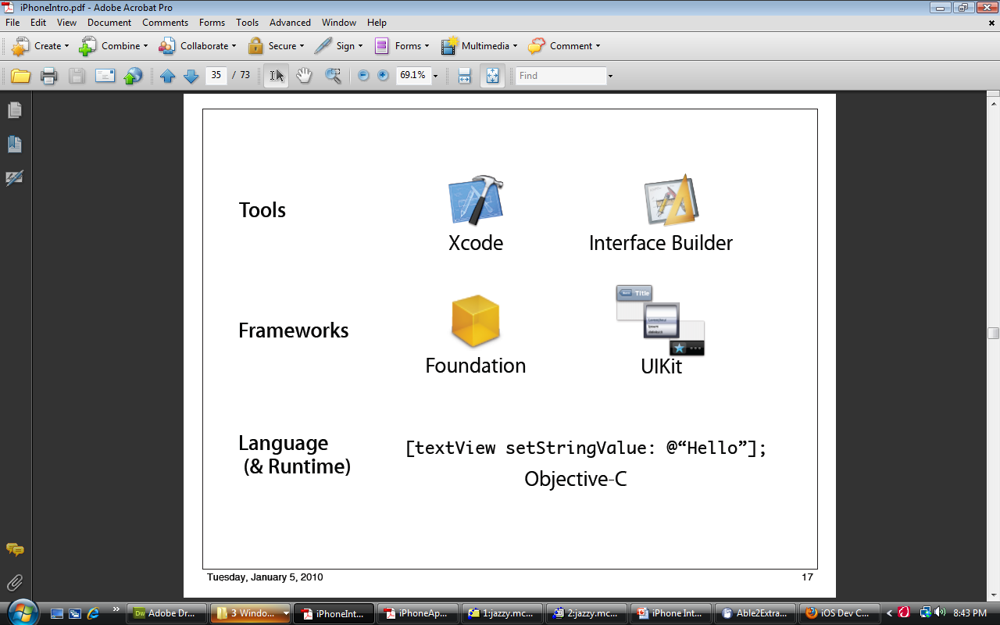 iPhoneIntro.pdf - Adobe Acrobat Pro
File Edit View Document Comments Forms Tools Advanced Window Help
Create Combine Collaborate Secure Sign Forms Multimedia Comment
35 / 73 69.1% Find
Tools
Xcode
Interface Builder
Title
Frameworks
Foundation
UIKit
Language
(& Runtime)
[textView setStringValue: @“Hello”];
Objective-C
Tuesday, January 5, 2010
17
Adobe Dr... 3 Windo... iPhoneInt... iPhoneAp... 1:jazzy.mc... 2:jazzy.mc... iPhone Int... Able2Extra... iOS Dev C... 8:43 PM